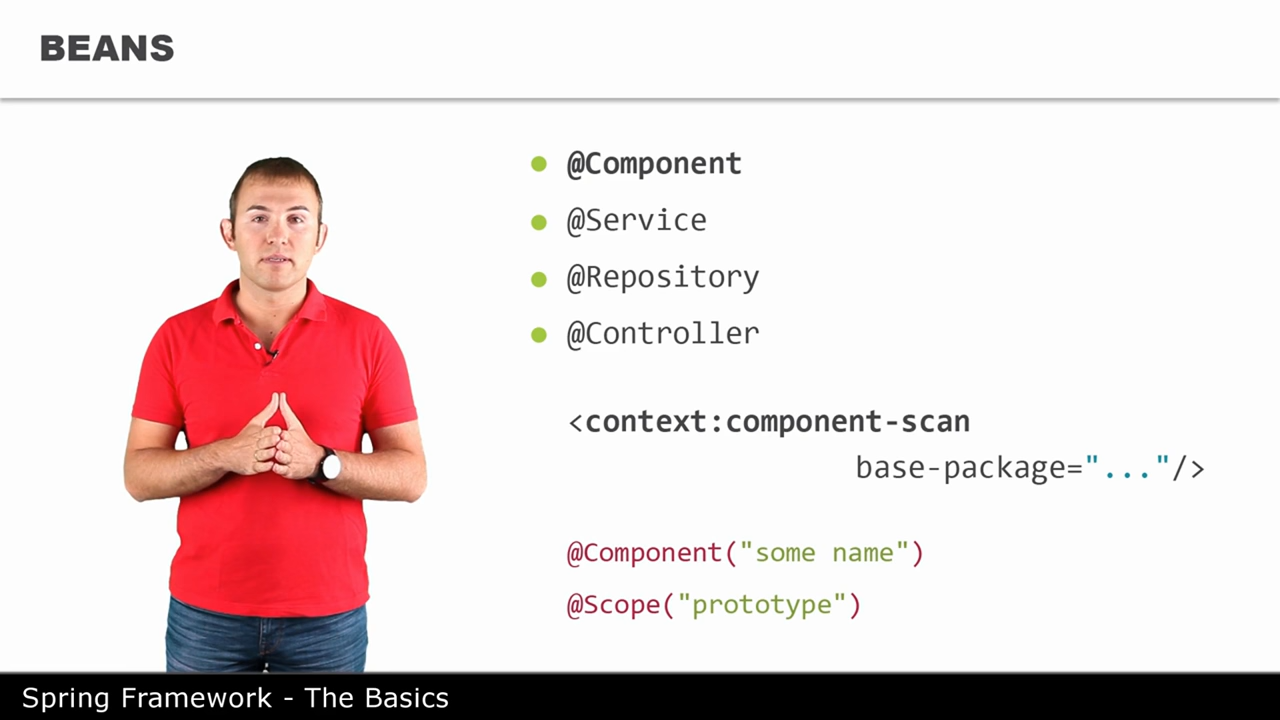 BEANS
@Component
@Service
@Repository
@Controller
<context:component-scan
base-package="..."/>
@Component("some name")
@Scope("prototype")
Spring Framework - The Basics